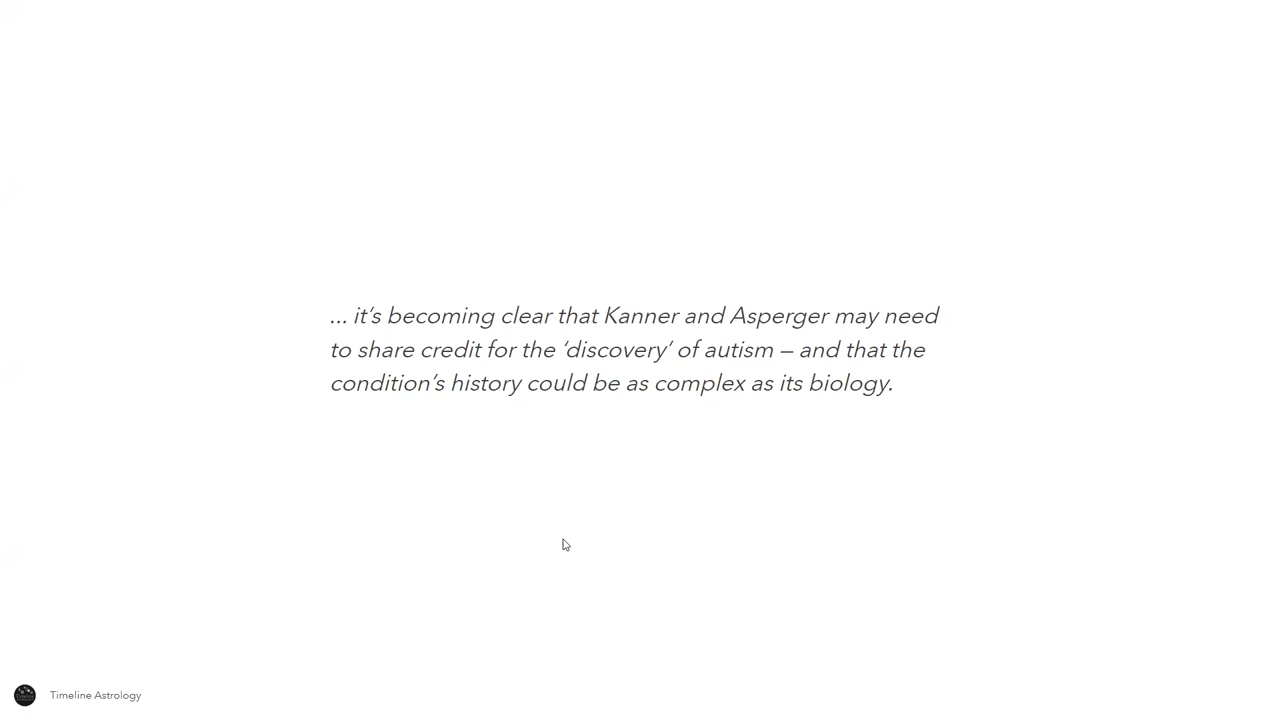 ... it’s becoming clear that Kanner and Asperger may need
to share credit for the ‘discovery’ of autism – and that the
condition’s history could be as complex as its biology.
Timeline Astrology